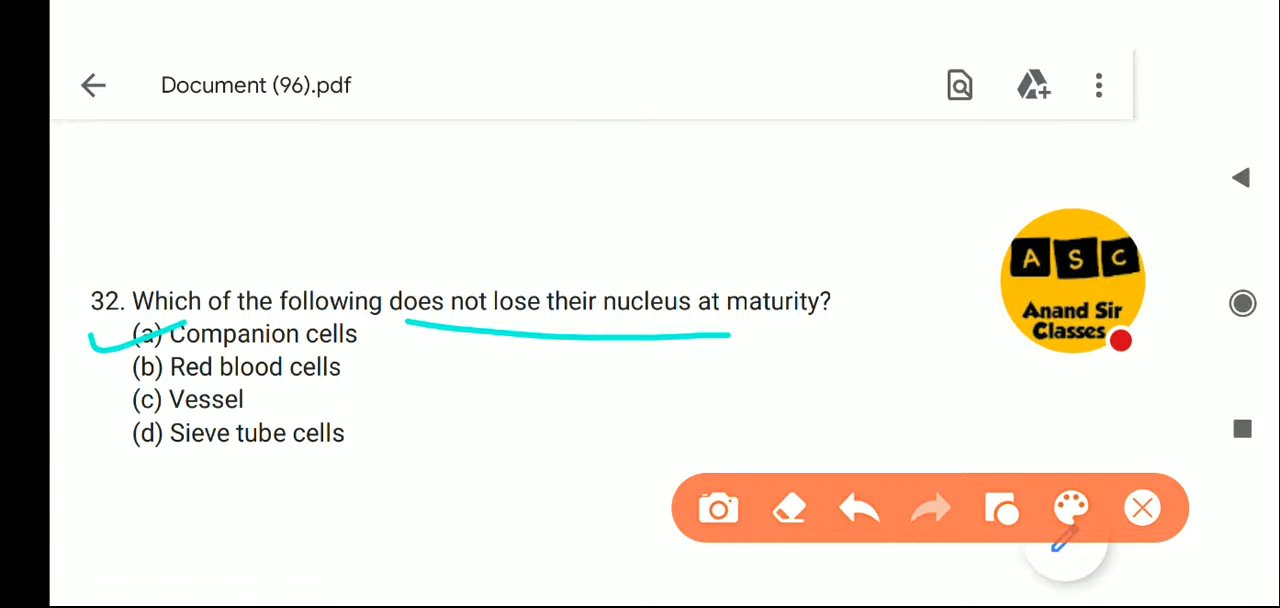 Document (96).pdf
A S C
Anand Sir
Classes
32. Which of the following does not lose their nucleus at maturity?
(a) Companion cells
(b) Red blood cells
(c) Vessel
(d) Sieve tube cells